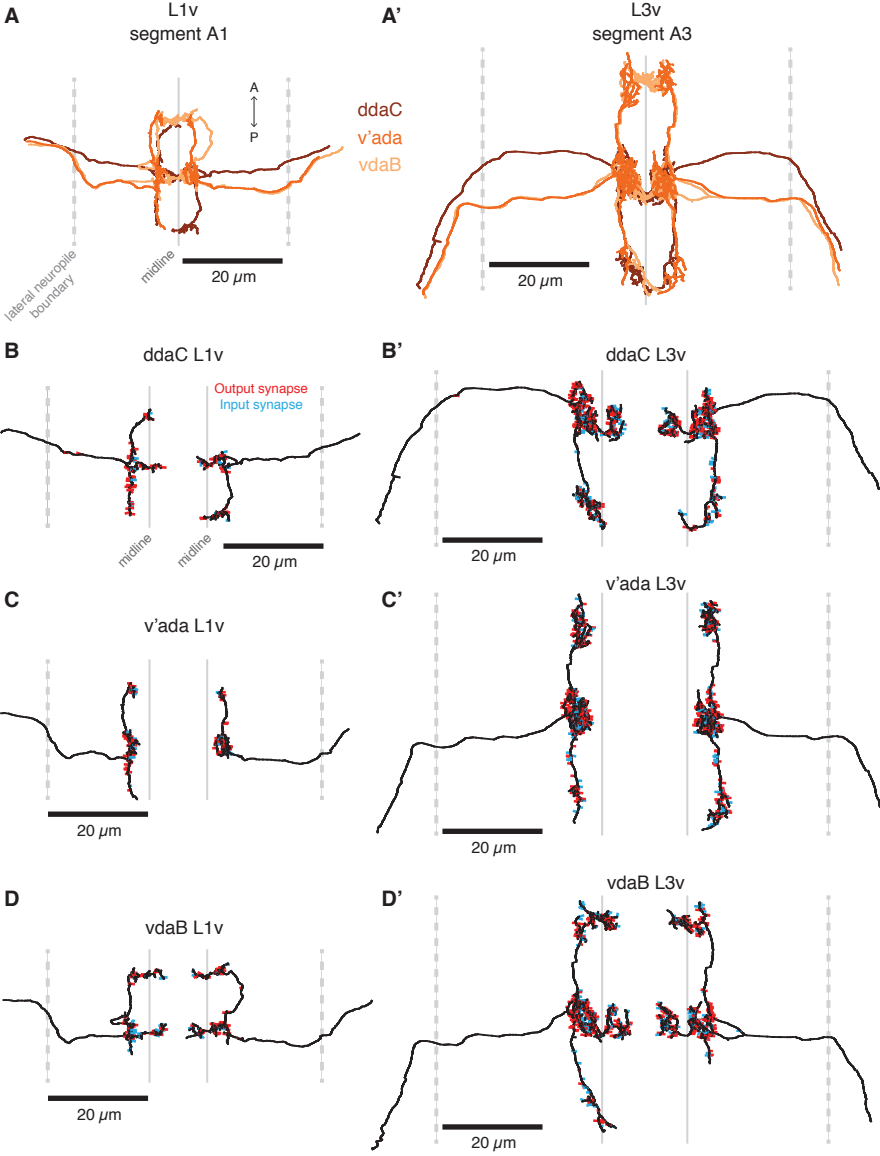 A
L1v
segment A1
A
P
lateral neuropile
boundary
midline
20 µm
A'
L3v
segment A3
ddaC
v'ada
vdaB
20 µm
B
ddaC L1v
Output synapse
Input synapse
midline
midline
20 µm
B'
ddaC L3v
20 µm
C
v'ada L1v
20 µm
C'
v'ada L3v
20 µm
D
vdaB L1v
20 µm
D'
vdaB L3v
20 µm